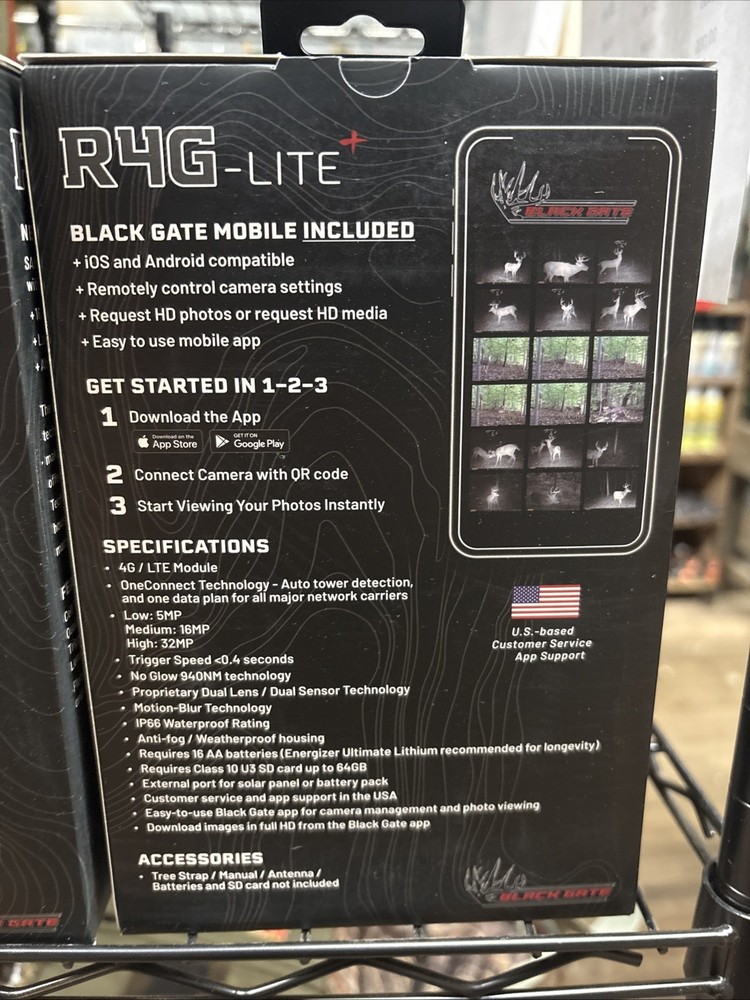 R4G-LITE+
BLACK GATE
BLACK GATE MOBILE INCLUDED
+ iOS and Android compatible
+ Remotely control camera settings
+ Request HD photos or request HD media
+ Easy to use mobile app
GET STARTED IN 1-2-3
1 Download the App
Download on the App Store
GET IT ON Google Play
2 Connect Camera with QR code
3 Start Viewing Your Photos Instantly
SPECIFICATIONS
• 4G / LTE Module
• OneConnect Technology - Auto tower detection,
and one data plan for all major network carriers
• Low: 5MP
Medium: 16MP
High: 32MP
• Trigger Speed <0.4 seconds
• No Glow 940NM technology
• Proprietary Dual Lens / Dual Sensor Technology
• Motion-Blur Technology
• IP66 Waterproof Rating
• Anti-fog / Weatherproof housing
• Requires 16 AA batteries (Energizer Ultimate Lithium recommended for longevity)
• Requires Class 10 U3 SD card up to 64GB
• External port for solar panel or battery pack
• Customer service and app support in the USA
• Easy-to-use Black Gate app for camera management and photo viewing
• Download images in full HD from the Black Gate app
U.S.-based
Customer Service
App Support
ACCESSORIES
• Tree Strap / Manual / Antenna /
Batteries and SD card not included
BLACK GATE
GATE